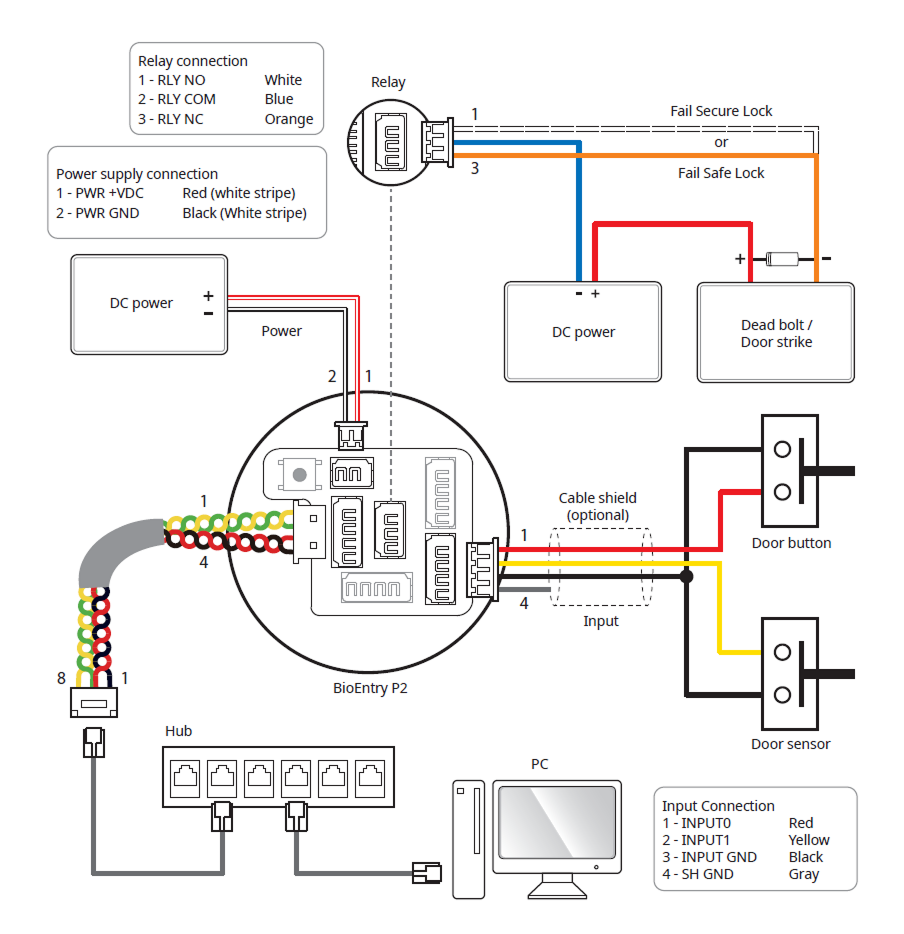 Relay connection
1 - RLY NO White
2 - RLY COM Blue
3 - RLY NC Orange
Relay
1
3
Fail Secure Lock
or
Fail Safe Lock
Power supply connection
1 - PWR +VDC Red (white stripe)
2 - PWR GND Black (White stripe)
DC power
+
-
Power
2 1
- +
DC power
+ -
Dead bolt /
Door strike
1
4
Cable shield
(optional)
1
4
Input
Door button
BioEntry P2
8 1
Door sensor
Hub
PC
Input Connection
1 - INPUT0 Red
2 - INPUT1 Yellow
3 - INPUT GND Black
4 - SH GND Gray